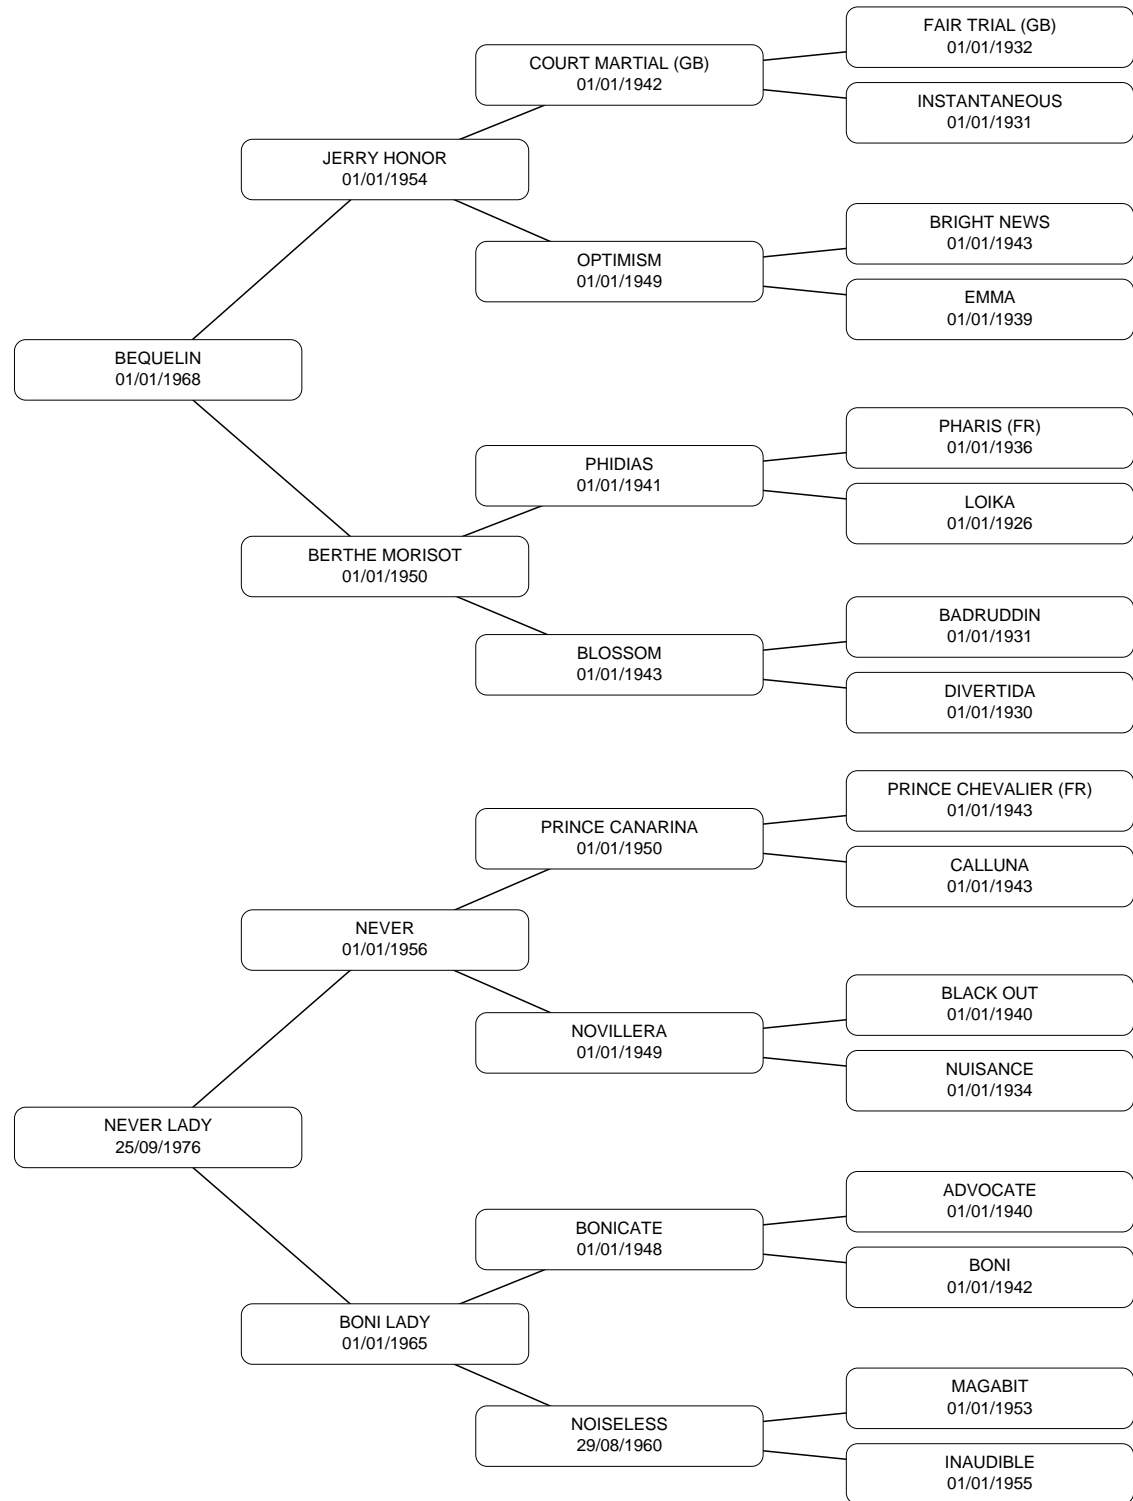 FAIR TRIAL (GB)
01/01/1932
COURT MARTIAL (GB)
01/01/1942
INSTANTANEOUS
01/01/1931
JERRY HONOR
01/01/1954
BRIGHT NEWS
01/01/1943
OPTIMISM
01/01/1949
EMMA
01/01/1939
BEQUELIN
01/01/1968
PHARIS (FR)
01/01/1936
PHIDIAS
01/01/1941
LOIKA
01/01/1926
BERTHE MORISOT
01/01/1950
BADRUDDIN
01/01/1931
BLOSSOM
01/01/1943
DIVERTIDA
01/01/1930
PRINCE CHEVALIER (FR)
01/01/1943
PRINCE CANARINA
01/01/1950
CALLUNA
01/01/1943
NEVER
01/01/1956
BLACK OUT
01/01/1940
NOVILLERA
01/01/1949
NUISANCE
01/01/1934
NEVER LADY
25/09/1976
ADVOCATE
01/01/1940
BONICATE
01/01/1948
BONI
01/01/1942
BONI LADY
01/01/1965
MAGABIT
01/01/1953
NOISELESS
29/08/1960
INAUDIBLE
01/01/1955